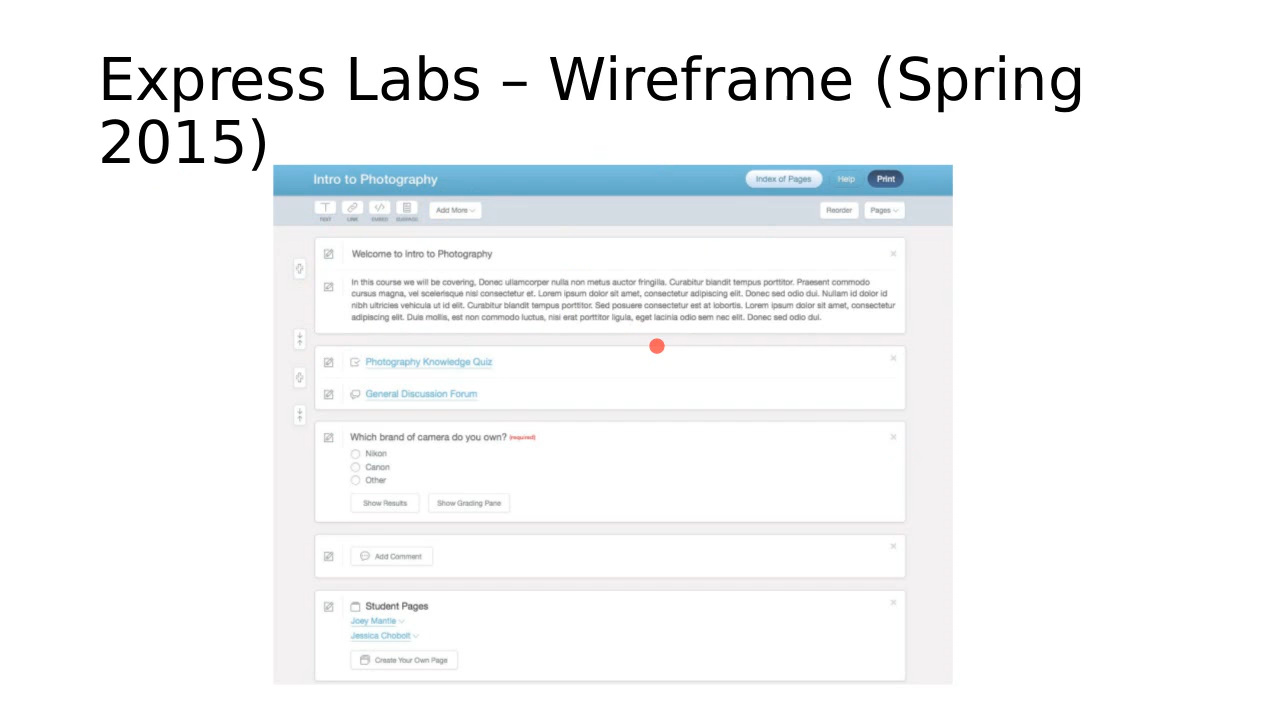 Express Labs – Wireframe (Spring
2015)
Intro to Photography
Index of Pages
Help
Print
TEXT
LINK
EMBED
SUBPAGE
Add More
Reorder
Pages
Welcome to Intro to Photography
In this course we will be covering, Donec ullamcorper nulla non metus auctor fringilla. Curabitur blandit tempus porttitor. Praesent commodo
cursus magna, vel scelerisque nisl consectetur et. Lorem ipsum dolor sit amet, consectetur adipiscing elit. Donec sed odio dui. Nullam id dolor id
nibh ultricies vehicula ut id elit. Curabitur blandit tempus porttitor. Sed posuere consectetur est at lobortis. Lorem ipsum dolor sit amet, consectetur
adipiscing elit. Duis mollis, est non commodo luctus, nisi erat porttitor ligula, eget lacinia odio sem nec elit. Donec sed odio dui.
Photography Knowledge Quiz
General Discussion Forum
Which brand of camera do you own? (required)
Nikon
Canon
Other
Show Results
Show Grading Pane
Add Comment
Student Pages
Joey Mantle
Jessica Chobolt
Create Your Own Page